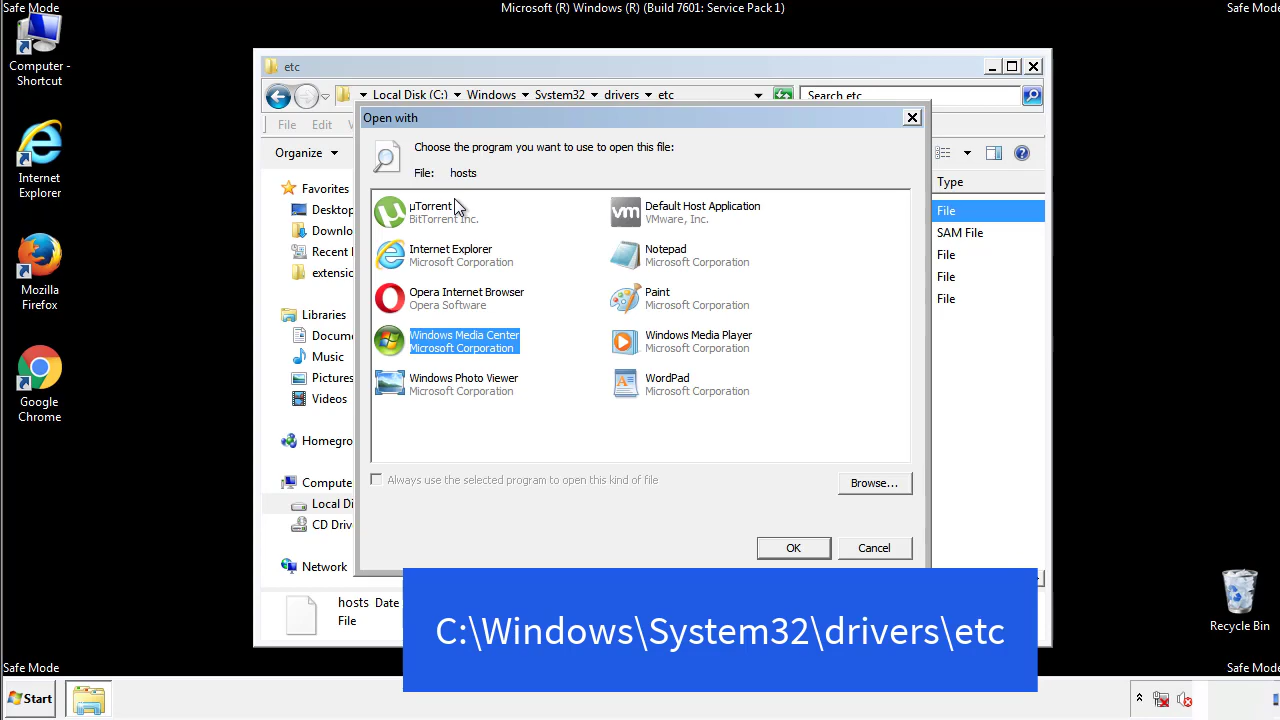 Safe Mode
Microsoft (R) Windows (R) (Build 7601: Service Pack 1)
Safe Mode
Computer -
Shortcut
Internet
Explorer
Mozilla
Firefox
Google
Chrome
etc
Local Disk (C:)
Windows
System32
drivers
etc
Search etc
File
Edit
Organize
Favorites
Desktop
Downlo
Recent
extensio
Libraries
Docume
Music
Pictures
Videos
Homegro
Compute
Local Di
CD Drive
Network
Type
File
SAM File
File
File
File
Open with
Choose the program you want to use to open this file:
File: hosts
µTorrent
BitTorrent Inc.
Default Host Application
VMware, Inc.
Internet Explorer
Microsoft Corporation
Notepad
Microsoft Corporation
Opera Internet Browser
Opera Software
Paint
Microsoft Corporation
Windows Media Center
Microsoft Corporation
Windows Media Player
Microsoft Corporation
Windows Photo Viewer
Microsoft Corporation
WordPad
Microsoft Corporation
Always use the selected program to open this kind of file
Browse...
OK
Cancel
hosts Date
File
C:\Windows\System32\drivers\etc
Recycle Bin
Safe Mode
Safe Mode
Start